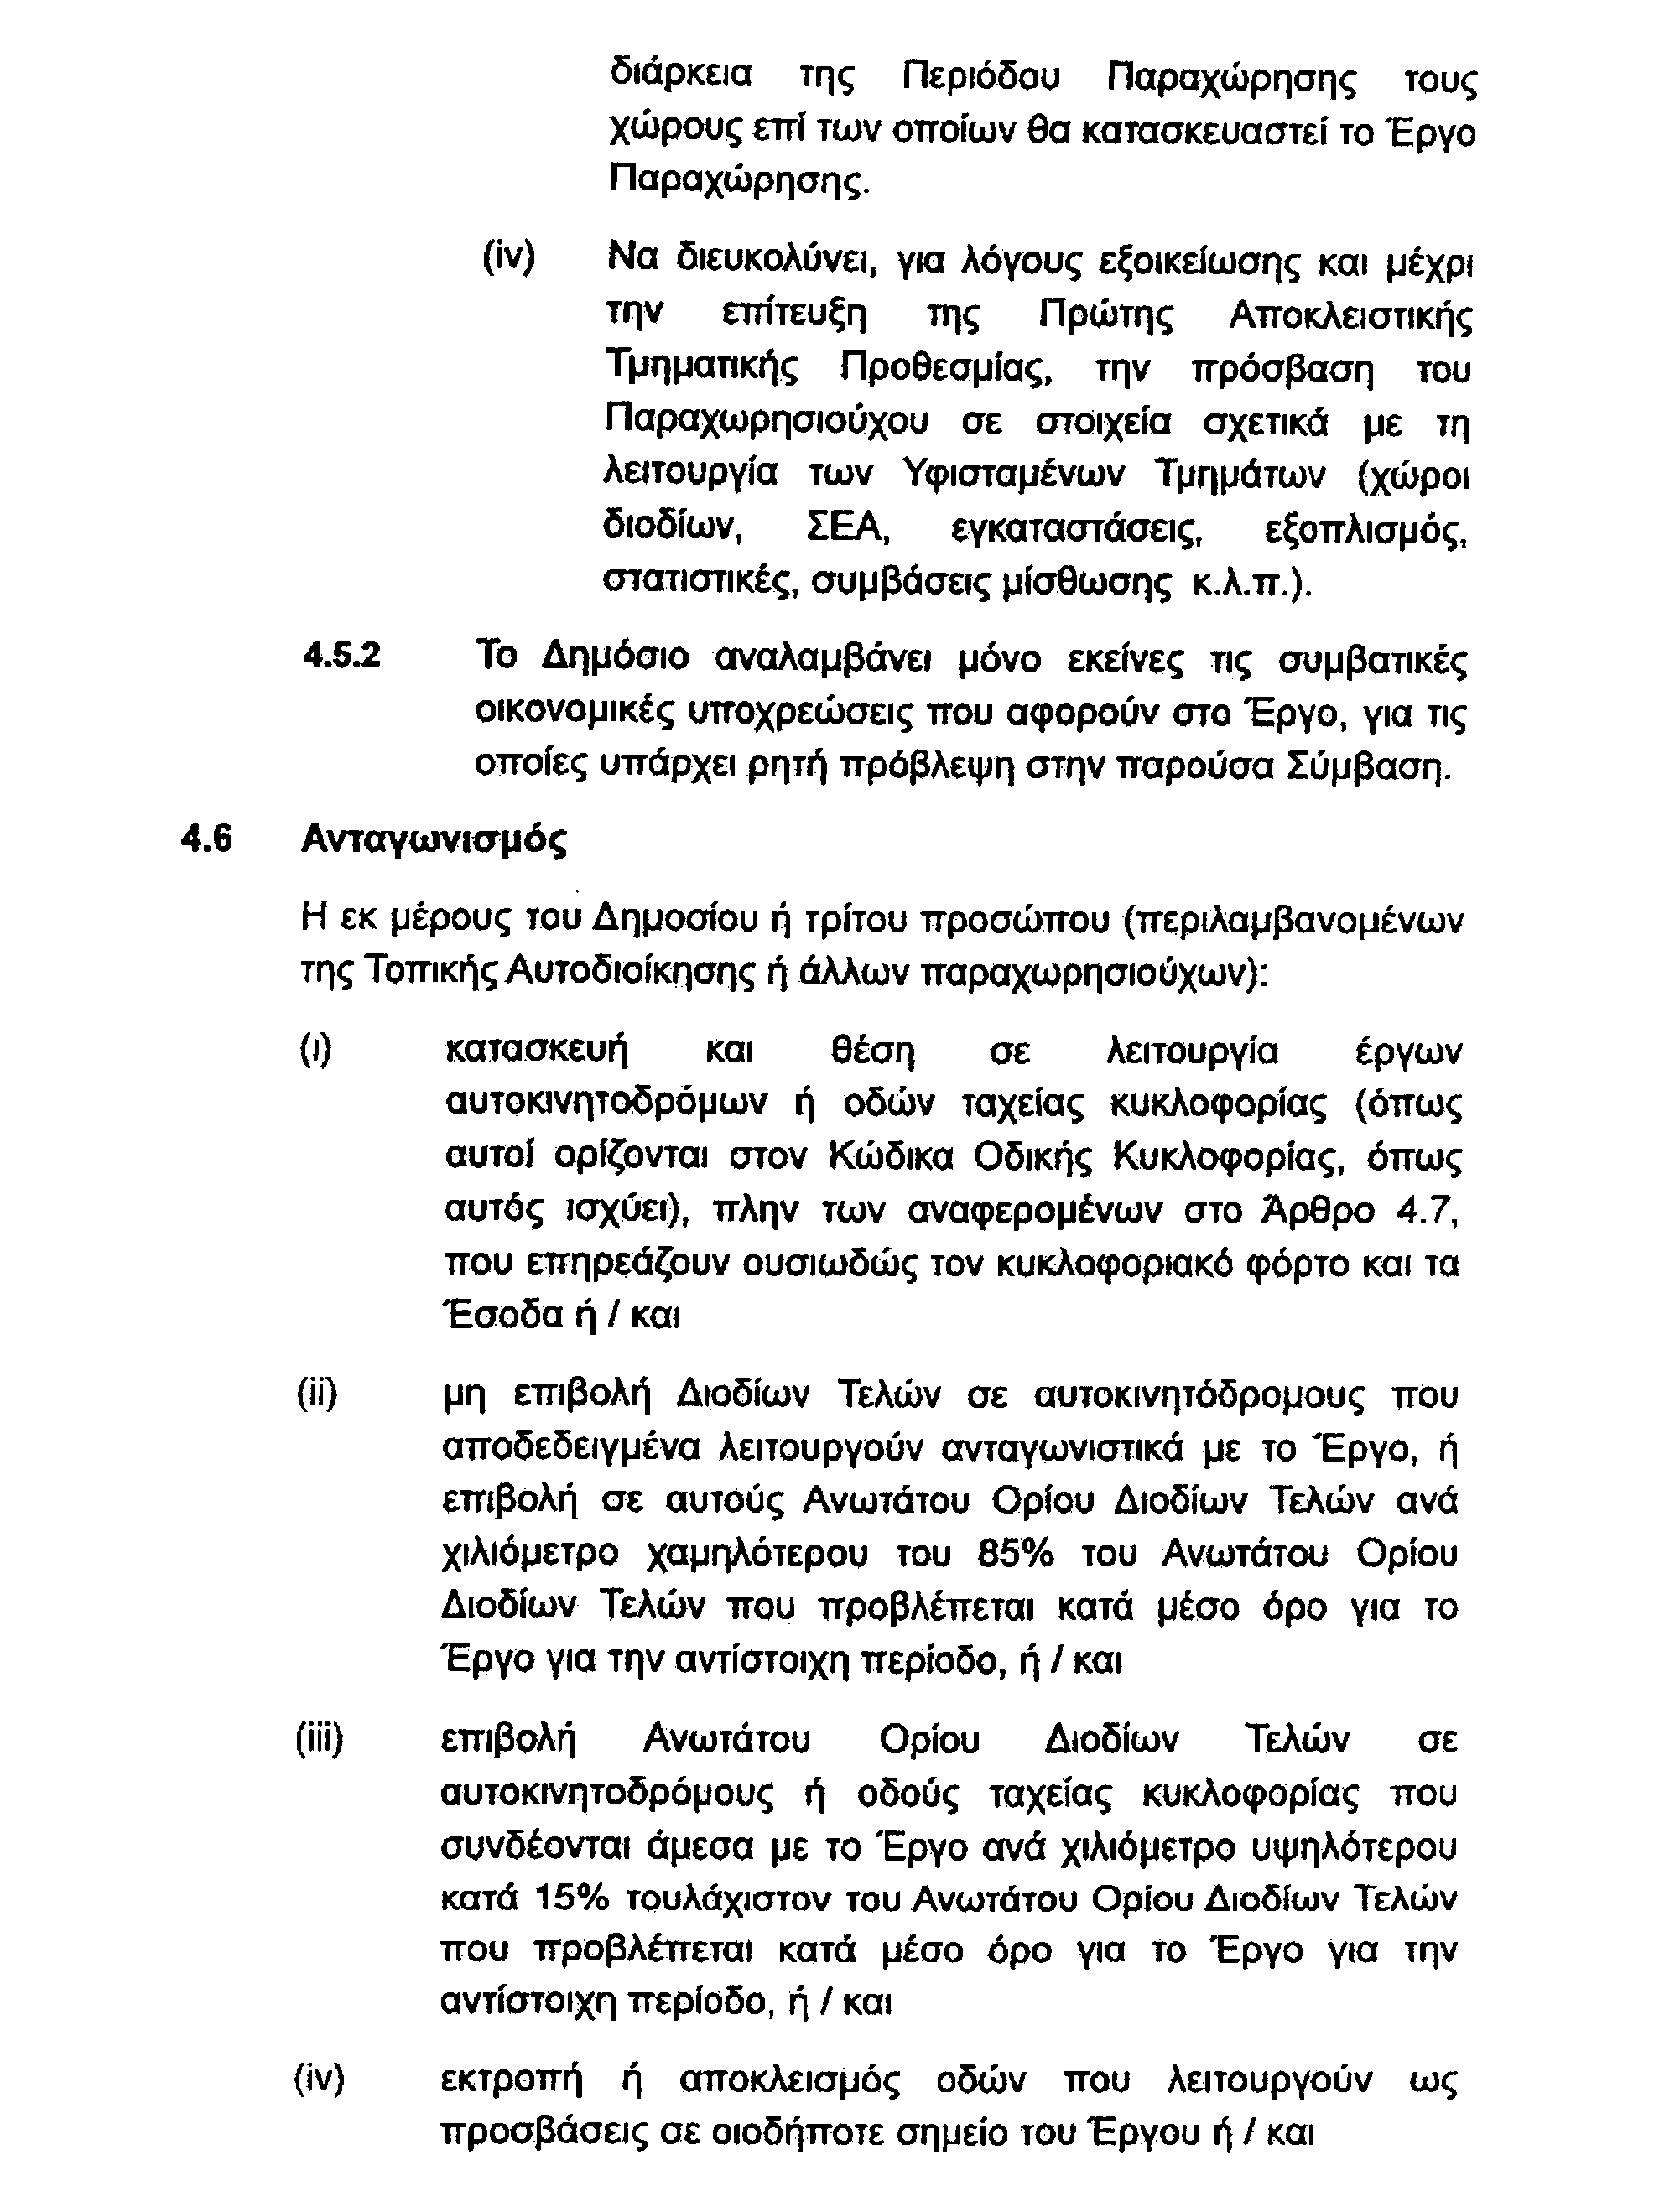 διάρκεια της Περιόδου Παραχώρησης τους
χώρους επί των οποίων θα κατασκευαστεί το Έργο
Παραχώρησης.
(iv) Να διευκολύνει, για λόγους εξοικείωσης και μέχρι
την επίτευξη της Πρώτης Αποκλειστικής
Τμηματικής Προθεσμίας, την πρόσβαση του
Παραχωρησιούχου σε στοιχεία σχετικά με τη
λειτουργία των Υφισταμένων Τμημάτων (χώροι
διοδίων, ΣΕΑ, εγκαταστάσεις, εξοπλισμός,
στατιστικές, συμβάσεις μίσθωσης κ.λ.π.).
4.5.2 Το Δημόσιο αναλαμβάνει μόνο εκείνες τις συμβατικές
οικονομικές υποχρεώσεις που αφορούν στο Έργο, για τις
οποίες υπάρχει ρητή πρόβλεψη στην παρούσα Σύμβαση.
4.6 Ανταγωνισμός
Η εκ μέρους του Δημοσίου ή τρίτου προσώπου (περιλαμβανομένων
της Τοπικής Αυτοδιοίκησης ή άλλων παραχωρησιούχων):
(ι) κατασκευή και θέση σε λειτουργία έργων
αυτοκινητοδρόμων ή οδών ταχείας κυκλοφορίας (όπως
αυτοί ορίζονται στον Κώδικα Οδικής Κυκλοφορίας, όπως
αυτός ισχύει), πλην των αναφερομένων στο Άρθρο 4.7,
που επηρεάζουν ουσιωδώς τον κυκλοφοριακό φόρτο και τα
Έσοδα ή / και
(ii) μη επιβολή Διοδίων Τελών σε αυτοκινητόδρομους που
αποδεδειγμένα λειτουργούν ανταγωνιστικά με το Έργο, ή
επιβολή σε αυτούς Ανωτάτου Ορίου Διοδίων Τελών ανά
χιλιόμετρο χαμηλότερου του 85% του Ανωτάτου Ορίου
Διοδίων Τελών που προβλέπεται κατά μέσο όρο για το
Έργο για την αντίστοιχη περίοδο, ή / και
(iii) επιβολή Ανωτάτου Ορίου Διοδίων Τελών σε
αυτοκινητοδρόμους ή οδούς ταχείας κυκλοφορίας που
συνδέονται άμεσα με το Έργο ανά χιλιόμετρο υψηλότερου
κατά 15% τουλάχιστον του Ανωτάτου Ορίου Διοδίων Τελών
που προβλέπεται κατά μέσο όρο για το Έργο για την
αντίστοιχη περίοδο, ή / και
(iv) εκτροπή ή αποκλεισμός οδών που λειτουργούν ως
προσβάσεις σε οιοδήποτε σημείο του Έργου ή / και